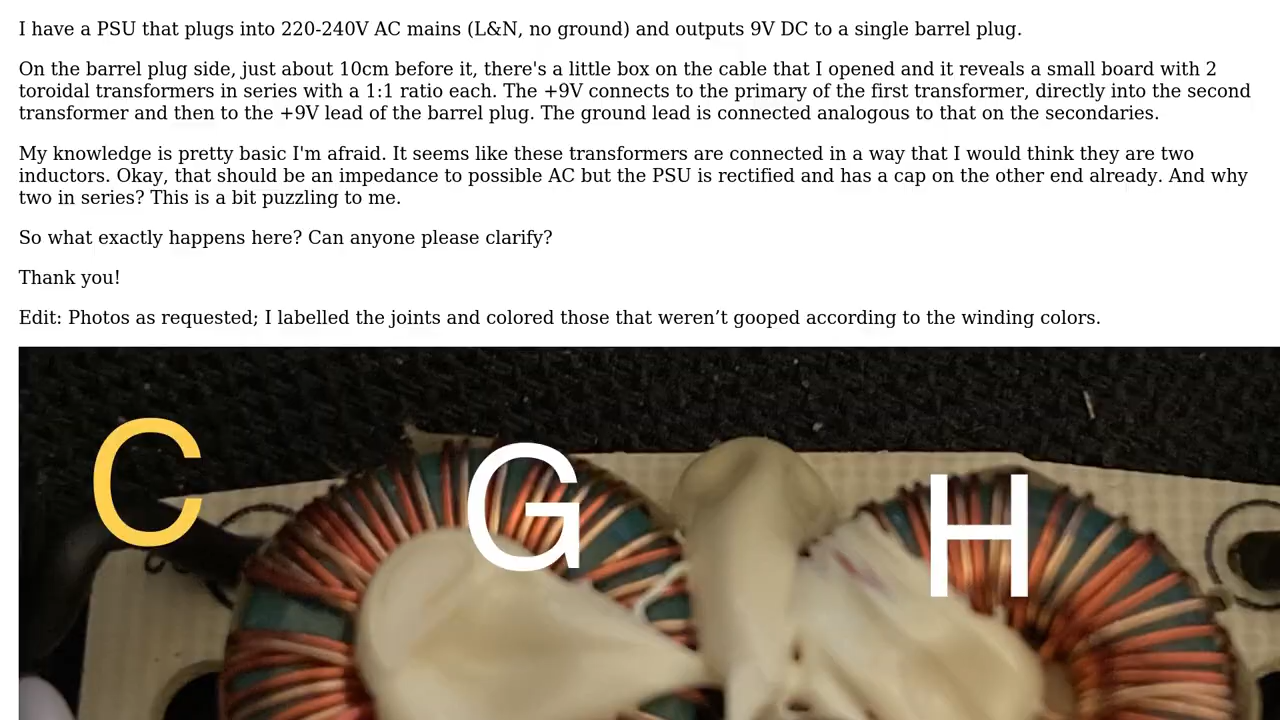 I have a PSU that plugs into 220-240V AC mains (L&N, no ground) and outputs 9V DC to a single barrel plug.
On the barrel plug side, just about 10cm before it, there's a little box on the cable that I opened and it reveals a small board with 2
toroidal transformers in series with a 1:1 ratio each. The +9V connects to the primary of the first transformer, directly into the second
transformer and then to the +9V lead of the barrel plug. The ground lead is connected analogous to that on the secondaries.
My knowledge is pretty basic I'm afraid. It seems like these transformers are connected in a way that I would think they are two
inductors. Okay, that should be an impedance to possible AC but the PSU is rectified and has a cap on the other end already. And why
two in series? This is a bit puzzling to me.
So what exactly happens here? Can anyone please clarify?
Thank you!
Edit: Photos as requested; I labelled the joints and colored those that weren’t gooped according to the winding colors.
C G H